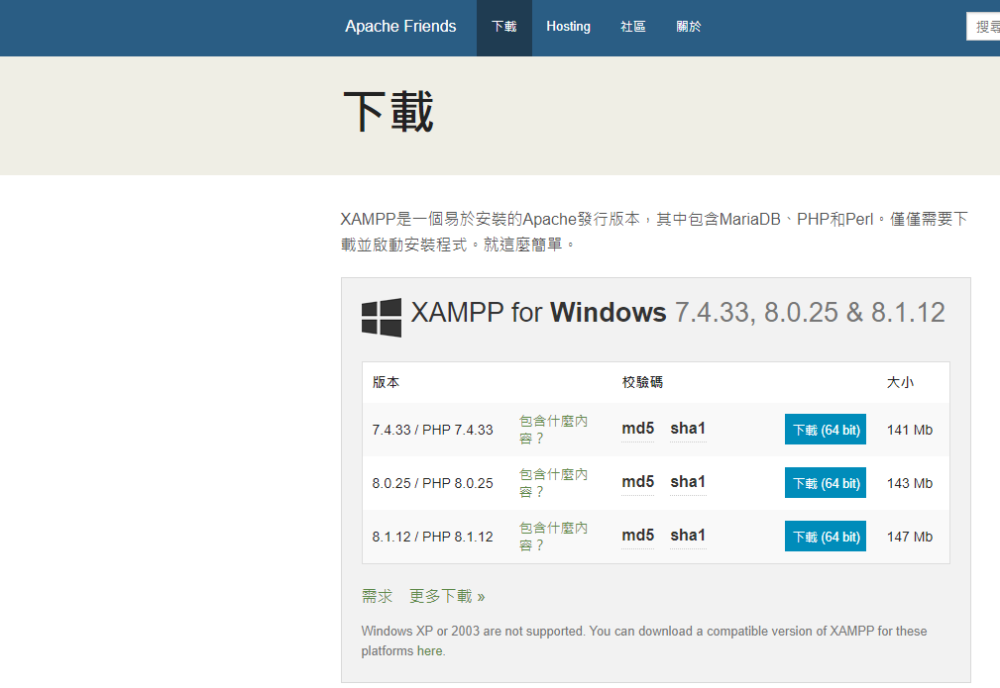 Apache Friends 下載 Hosting 社區 關於 搜尋
下載
XAMPP是一個易於安裝的Apache發行版本，其中包含MariaDB、PHP和Perl。僅僅需要下
載並啟動安裝程式。就這麼簡單。
XAMPP for Windows 7.4.33, 8.0.25 & 8.1.12
版本 校驗碼 大小
7.4.33 / PHP 7.4.33 包含什麼內 md5 sha1 下載 (64 bit) 141 Mb
容？
8.0.25 / PHP 8.0.25 包含什麼內 md5 sha1 下載 (64 bit) 143 Mb
容？
8.1.12 / PHP 8.1.12 包含什麼內 md5 sha1 下載 (64 bit) 147 Mb
容？
需求 更多下載 »
Windows XP or 2003 are not supported. You can download a compatible version of XAMPP for these
platforms here.